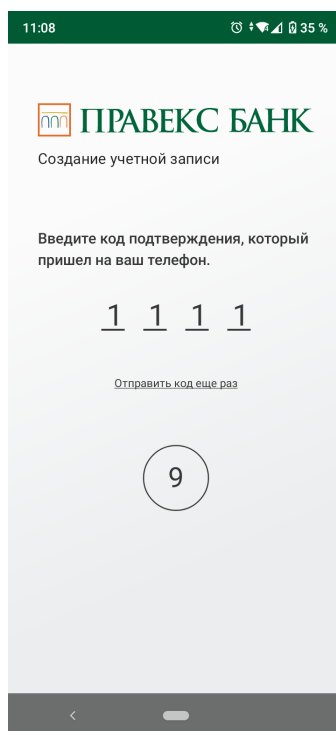 11:08
35 %
ПРАВЕКС БАНК
Создание учетной записи
Введите код подтверждения, который
пришел на ваш телефон.
1 1 1 1
Отправить код еще раз
9